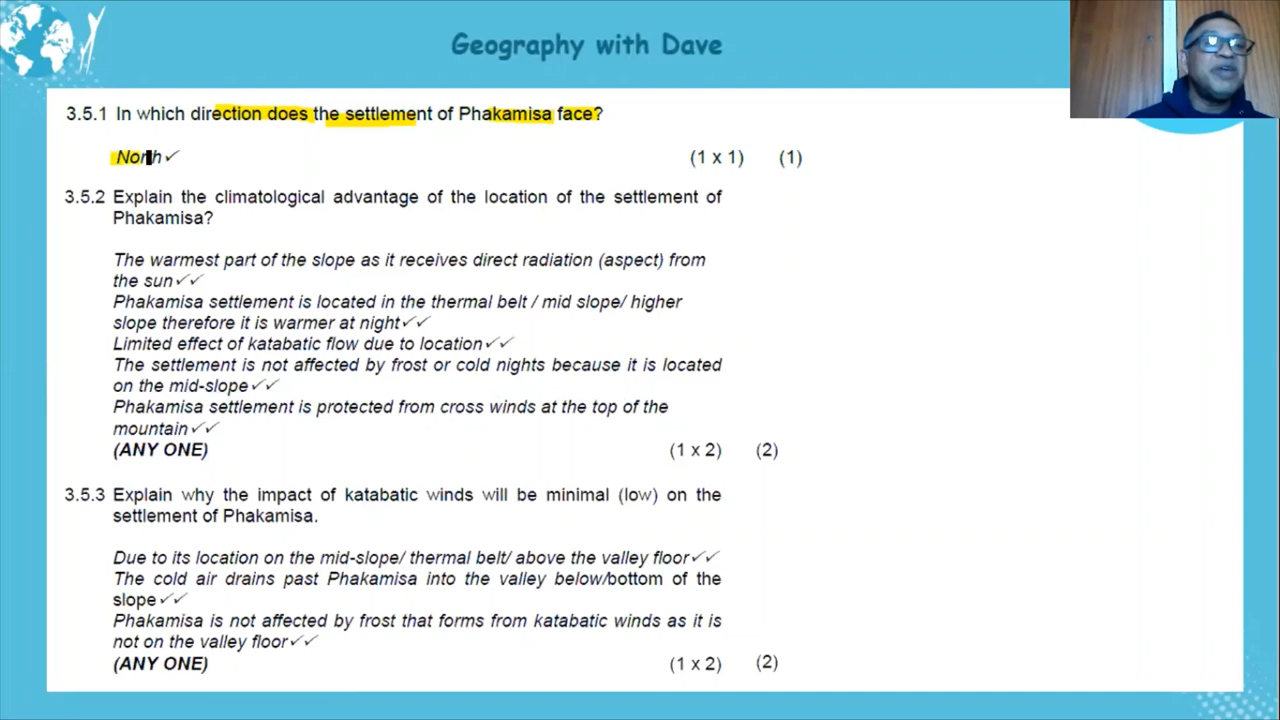 Geography with Dave
3.5.1 In which direction does the settlement of Phakamisa face?
North✓ (1 x 1) (1)
3.5.2 Explain the climatological advantage of the location of the settlement of
Phakamisa?
The warmest part of the slope as it receives direct radiation (aspect) from
the sun✓✓
Phakamisa settlement is located in the thermal belt / mid slope/ higher
slope therefore it is warmer at night✓✓
Limited effect of katabatic flow due to location✓✓
The settlement is not affected by frost or cold nights because it is located
on the mid-slope✓✓
Phakamisa settlement is protected from cross winds at the top of the
mountain✓✓
(ANY ONE) (1 x 2) (2)
3.5.3 Explain why the impact of katabatic winds will be minimal (low) on the
settlement of Phakamisa.
Due to its location on the mid-slope/ thermal belt/ above the valley floor✓✓
The cold air drains past Phakamisa into the valley below/bottom of the
slope✓✓
Phakamisa is not affected by frost that forms from katabatic winds as it is
not on the valley floor✓✓
(ANY ONE) (1 x 2) (2)